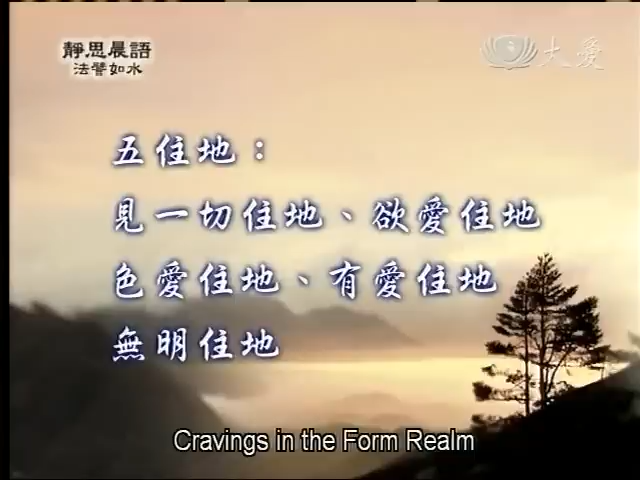 靜思晨語
法譬如水
大愛
五住地：
見一切住地、欲愛住地
色愛住地、有愛住地
無明住地
Cravings in the Form Realm